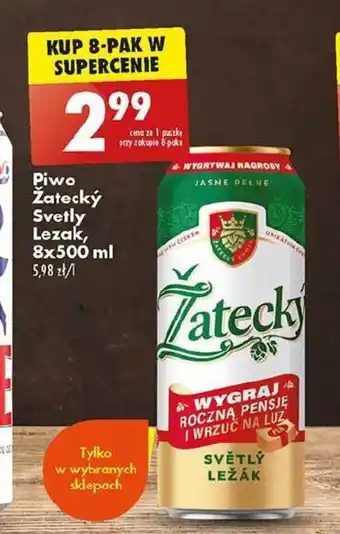 KUP 8-PAK W
SUPERCENIE
2.99
cena za 1 puszkę
przy zakupie 8-paku
Piwo
Žatecký
Svetly
Lezak,
8x500 ml
5,98 zł/l
Tylko
w wybranych
sklepach
WYGRYWAJ NAGRODY
JASNE PEŁNE
Žatecký
WYGRAJ
ROCZNĄ PENSJĘ
I WRZUĆ NA LUZ
SVĚTLÝ
LEŽÁK